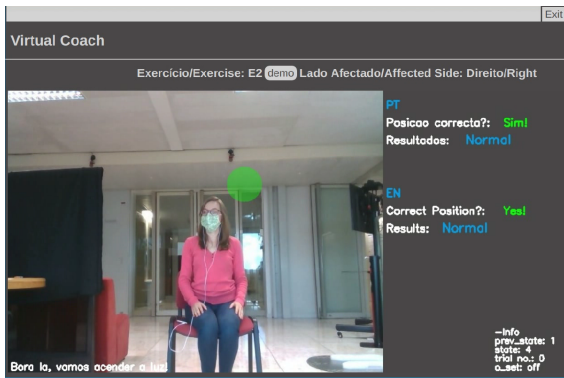 Exit
Virtual Coach
Exercício/Exercise: E2 demo Lado Afectado/Affected Side: Direito/Right
PT
Posicao correcta?: Sim!
Resultados: Normal
EN
Correct Position?: Yes!
Results: Normal
-Info
prev_state: 1
state: 4
trial no.: 0
a_set: off
Bora la, vamos acender a luz!